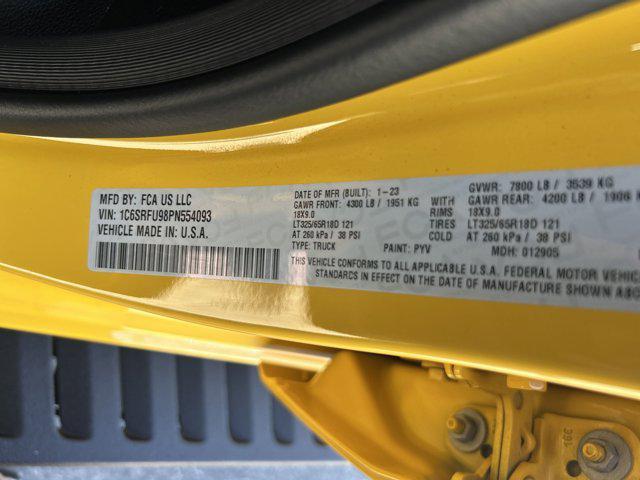 MFD BY: FCA US LLC
VIN: 1C6SRFU98PN554093
VEHICLE MADE IN U.S.A.
DATE OF MFR (BUILT): 1-23
GVWR: 7800 LB / 3539 KG
GAWR FRONT: 4300 LB / 1951 KG WITH GAWR REAR: 4200 LB / 1906 KG
18X9.0 RIMS 18X9.0
LT325/65R18D 121 TIRES LT325/65R18D 121
AT 260 kPa / 38 PSI COLD AT 260 kPa / 38 PSI
TYPE: TRUCK PAINT: PYV MDH: 012905
THIS VEHICLE CONFORMS TO ALL APPLICABLE U.S.A. FEDERAL MOTOR VEHICLE
STANDARDS IN EFFECT ON THE DATE OF MANUFACTURE SHOWN